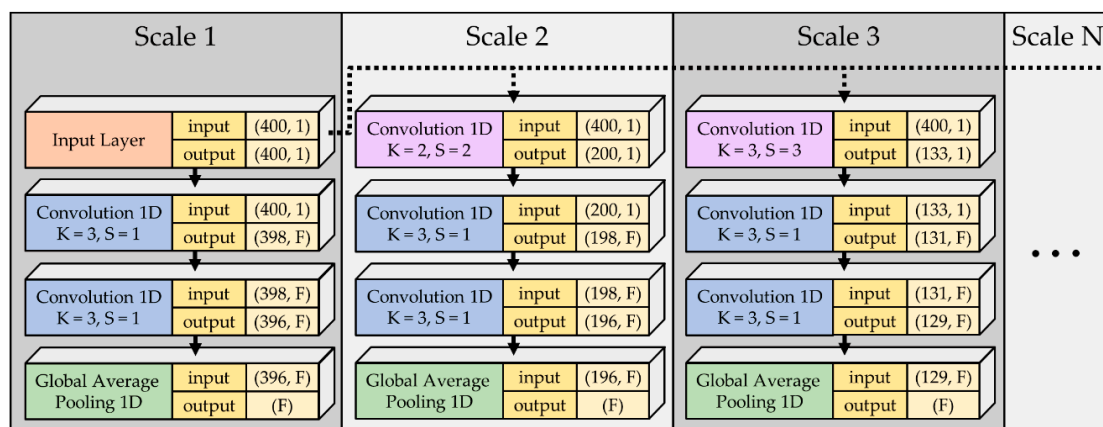 Scale 1
Input Layer
input
(400, 1)
output
(400, 1)
Convolution 1D
K = 3, S = 1
input
(400, 1)
output
(398, F)
Convolution 1D
K = 3, S = 1
input
(398, F)
output
(396, F)
Global Average
Pooling 1D
input
(396, F)
output
(F)
Scale 2
Convolution 1D
K = 2, S = 2
input
(400, 1)
output
(200, 1)
Convolution 1D
K = 3, S = 1
input
(200, 1)
output
(198, F)
Convolution 1D
K = 3, S = 1
input
(198, F)
output
(196, F)
Global Average
Pooling 1D
input
(196, F)
output
(F)
Scale 3
Convolution 1D
K = 3, S = 3
input
(400, 1)
output
(133, 1)
Convolution 1D
K = 3, S = 1
input
(133, 1)
output
(131, F)
Convolution 1D
K = 3, S = 1
input
(131, F)
output
(129, F)
Global Average
Pooling 1D
input
(129, F)
output
(F)
Scale N
...